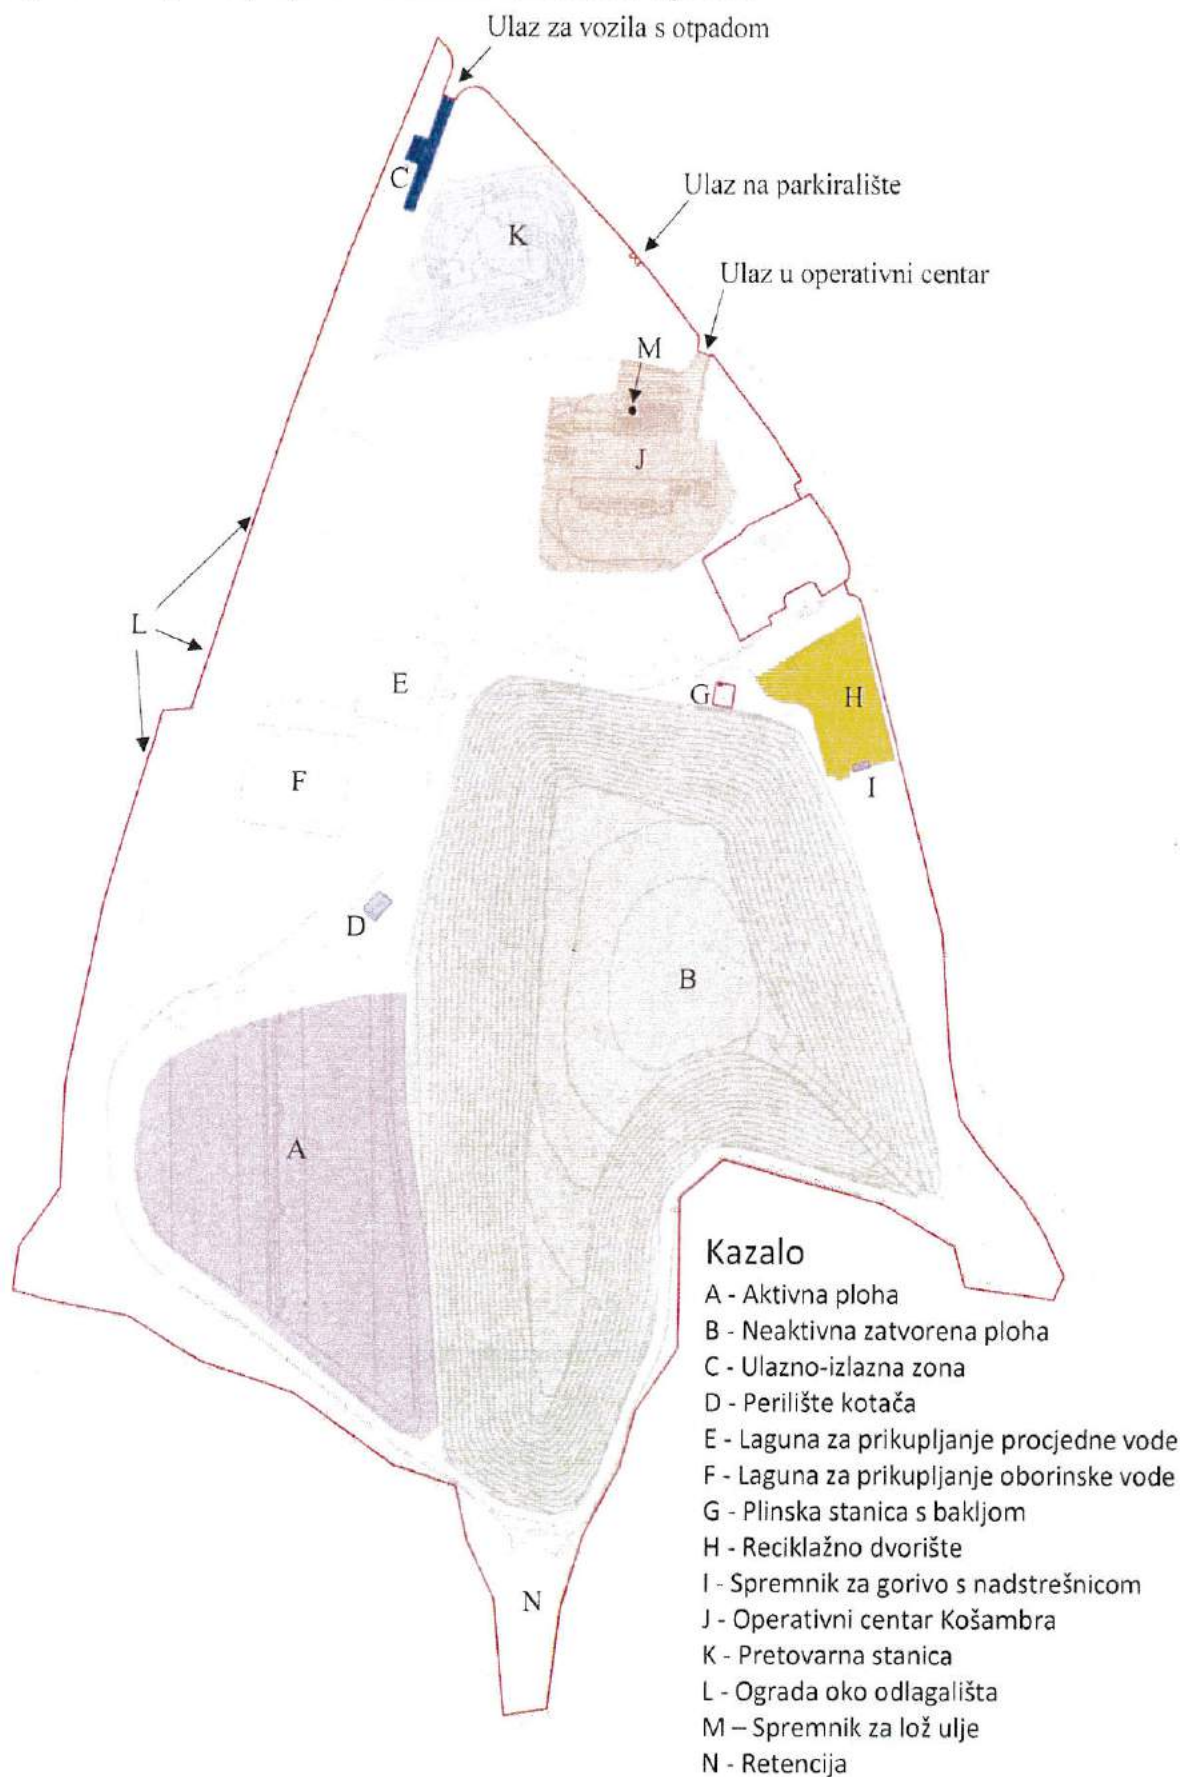 Ulaz za vozila s otpadom
C
Ulaz na parkiralište
K
Ulaz u operativni centar
M
J
L
E
G
H
F
I
D
B
A
Kazalo
A - Aktivna ploha
B - Neaktivna zatvorena ploha
C - Ulazno-izlazna zona
D - Perilište kotača
E - Laguna za prikupljanje procjedne vode
F - Laguna za prikupljanje oborinske vode
G - Plinska stanica s bakljom
H - Reciklažno dvorište
I - Spremnik za gorivo s nadstrešnicom
N
J - Operativni centar Košambra
K - Pretovarna stanica
L - Ograda oko odlagališta
M – Spremnik za lož ulje
N - Retencija